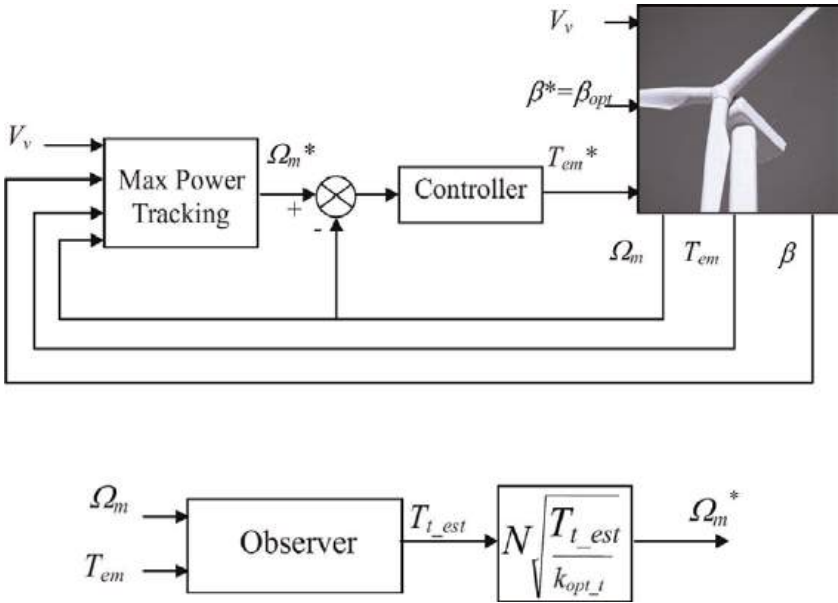 V_v
β*=β_opt
V_v
Max Power
Tracking
Ω_m*
+
-
Controller
T_em*
Ω_m T_em β
Ω_m
T_em
Observer
T_t_est
N√(T_t_est/k_opt_t)
Ω_m*